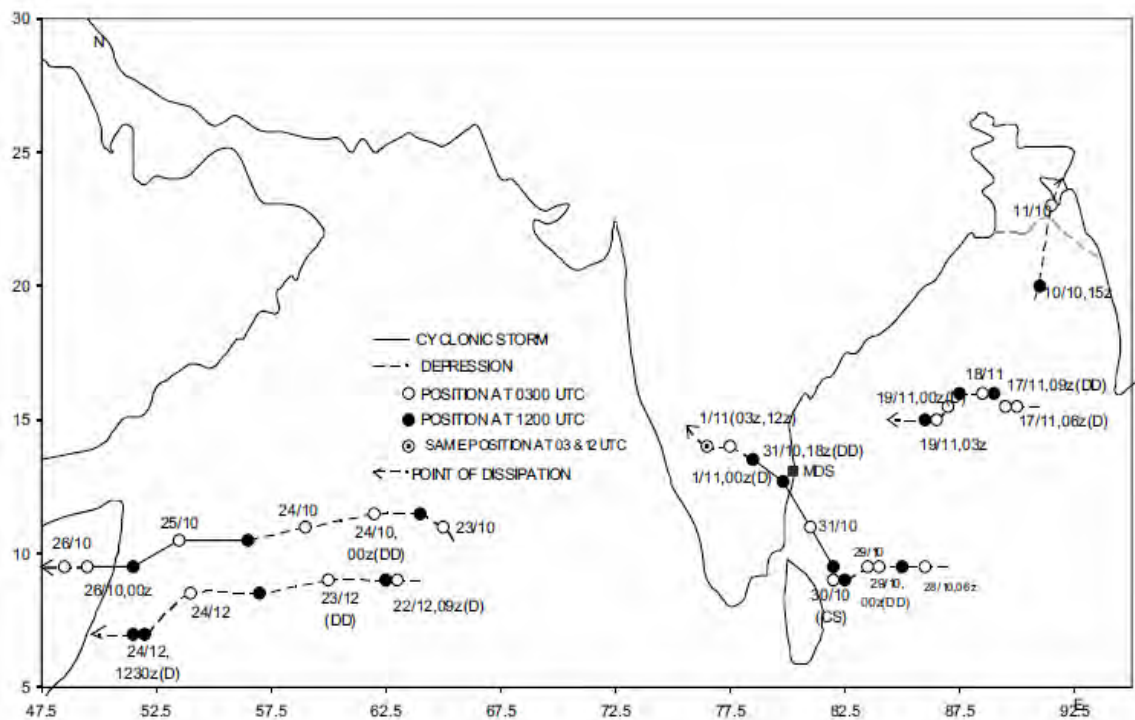 30
N
25
20
15
10
5
47.5
52.5
57.5
62.5
67.5
72.5
77.5
82.5
87.5
92.5
E
CYCLONIC STORM
DEPRESSION
POSITION AT 0300 UTC
POSITION AT 1200 UTC
SAME POSITION AT 03 & 12 UTC
POINT OF DISSIPATION
11/10
10/10,15z
18/11
17/11,09z(DD)
19/11,00z(D)
17/11,06z(D)
19/11,03z
1/11(03z,12z)
31/10,18z(DD)
1/11,00z(D)
MDS
31/10
29/10
29/10,
00z(DD)
28/10,06z
30/10
(CS)
24/10
23/10
25/10
24/10,
00z(DD)
26/10
26/10,00z
24/12
23/12
(DD)
22/12,09z(D)
24/12,
1230z(D)